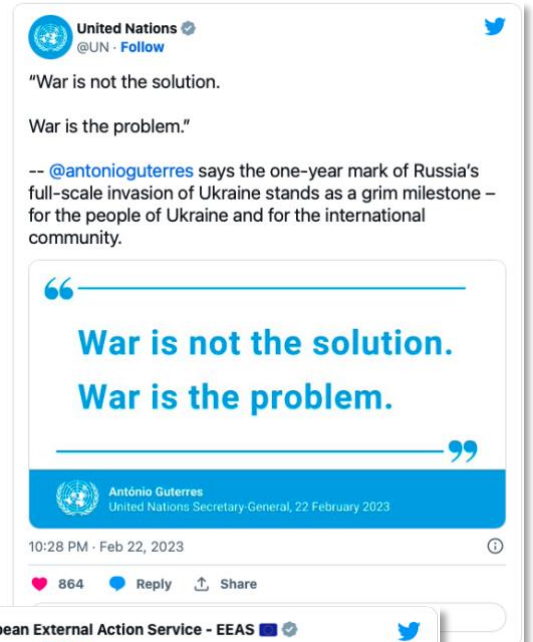 United Nations
@UN · Follow
“War is not the solution.
War is the problem.”
-- @antonioguterres says the one-year mark of Russia’s
full-scale invasion of Ukraine stands as a grim milestone –
for the people of Ukraine and for the international
community.
“
War is not the solution.
War is the problem.
”
António Guterres
United Nations Secretary-General, 22 February 2023
10:28 PM · Feb 22, 2023
864 Reply Share
pean External Action Service - EEAS